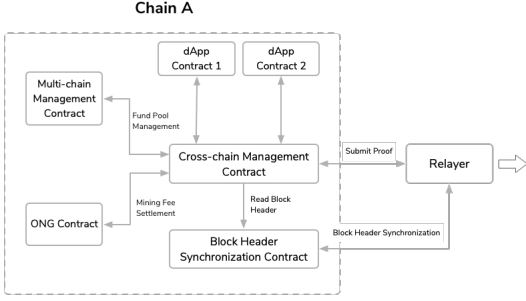 Chain A
dApp
Contract 1
dApp
Contract 2
Multi-chain
Management
Contract
Fund Pool
Management
Cross-chain Management
Contract
Submit Proof
Relayer
Mining Fee
Settlement
Read Block
Header
ONG Contract
Block Header Synchronization
Block Header
Synchronization Contract